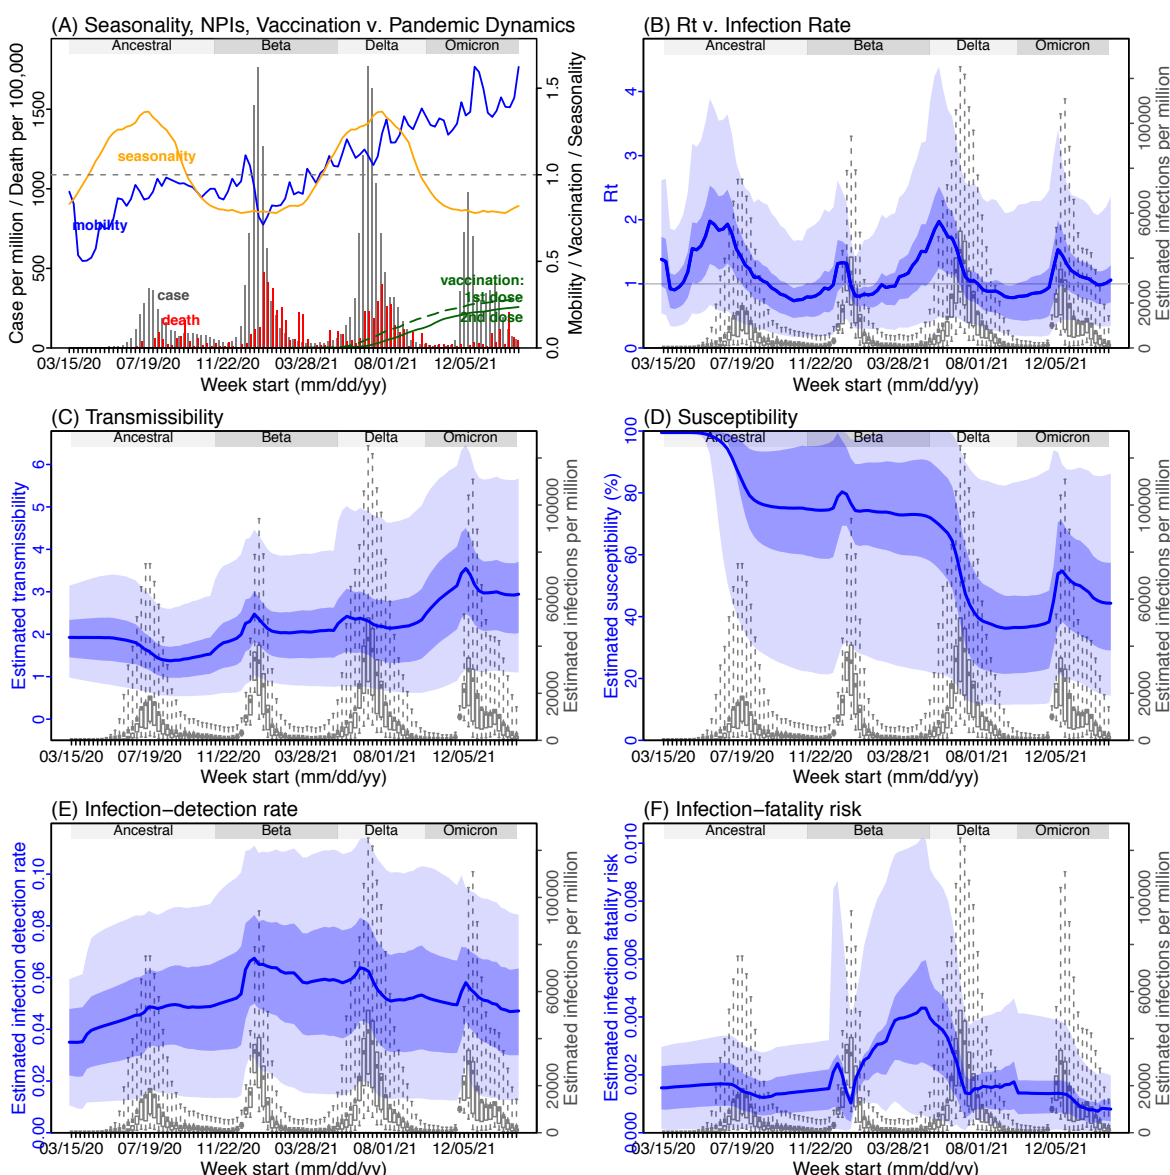 (A) Seasonality, NPIs, Vaccination v. Pandemic Dynamics
Ancestral Beta Delta Omicron
Case per million / Death per 100,000
0 500 1000 1500
Mobility / Vaccination / Seasonality
0.0 0.5 1.0 1.5
seasonality
mobility
case
death
vaccination:
1st dose
2nd dose
03/15/20 07/19/20 11/22/20 03/28/21 08/01/21 12/05/21
Week start (mm/dd/yy)
(B) Rt v. Infection Rate
Ancestral Beta Delta Omicron
Rt
0 1 2 3 4
Estimated infections per million
0 20000 60000 100000
03/15/20 07/19/20 11/22/20 03/28/21 08/01/21 12/05/21
Week start (mm/dd/yy)
(C) Transmissibility
Ancestral Beta Delta Omicron
Estimated transmissibility
0 1 2 3 4 5 6
Estimated infections per million
0 20000 60000 100000
03/15/20 07/19/20 11/22/20 03/28/21 08/01/21 12/05/21
Week start (mm/dd/yy)
(D) Susceptibility
Ancestral Beta Delta Omicron
Estimated susceptibility (%)
0 20 40 60 80 100
Estimated infections per million
0 20000 60000 100000
03/15/20 07/19/20 11/22/20 03/28/21 08/01/21 12/05/21
Week start (mm/dd/yy)
(E) Infection−detection rate
Ancestral Beta Delta Omicron
Estimated infection detection rate
0.00 0.02 0.04 0.06 0.08 0.10
Estimated infections per million
0 20000 60000 100000
03/15/20 07/19/20 11/22/20 03/28/21 08/01/21 12/05/21
Week start (mm/dd/yy)
(F) Infection−fatality risk
Ancestral Beta Delta Omicron
Estimated infection fatality risk
0.000 0.002 0.004 0.006 0.008 0.010
Estimated infections per million
0 20000 60000 100000
03/15/20 07/19/20 11/22/20 03/28/21 08/01/21 12/05/21
Week start (mm/dd/yy)